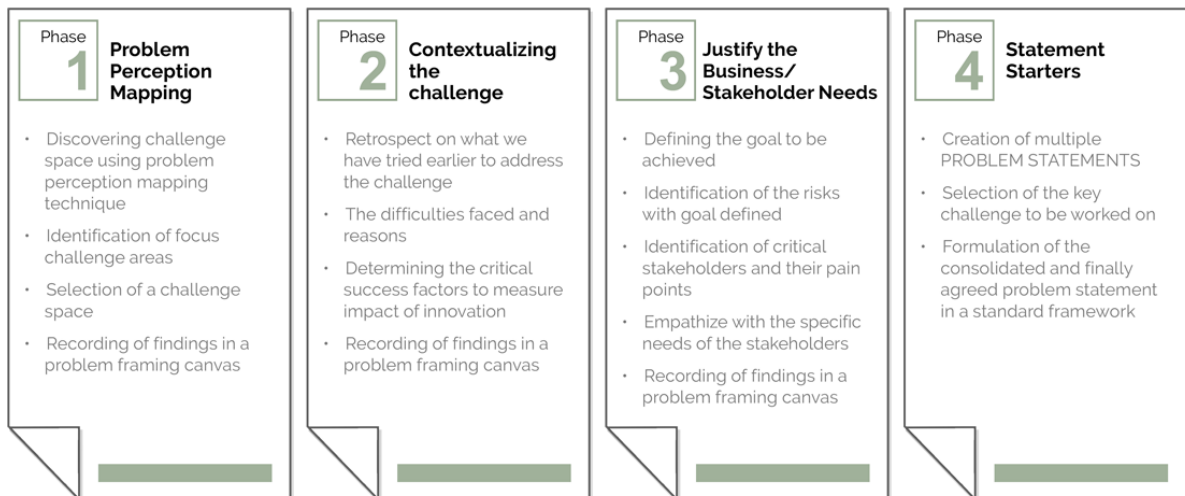 Phase
1
Problem
Perception
Mapping
• Discovering challenge
space using problem
perception mapping
technique
• Identification of focus
challenge areas
• Selection of a challenge
space
• Recording of findings in a
problem framing canvas
Phase
2
Contextualizing
the
challenge
• Retrospect on what we
have tried earlier to address
the challenge
• The difficulties faced and
reasons
• Determining the critical
success factors to measure
impact of innovation
• Recording of findings in a
problem framing canvas
Phase
3
Justify the
Business/
Stakeholder Needs
• Defining the goal to be
achieved
• Identification of the risks
with goal defined
• Identification of critical
stakeholders and their pain
points
• Empathize with the specific
needs of the stakeholders
• Recording of findings in a
problem framing canvas
Phase
4
Statement
Starters
• Creation of multiple
PROBLEM STATEMENTS
• Selection of the key
challenge to be worked on
• Formulation of the
consolidated and finally
agreed problem statement
in a standard framework